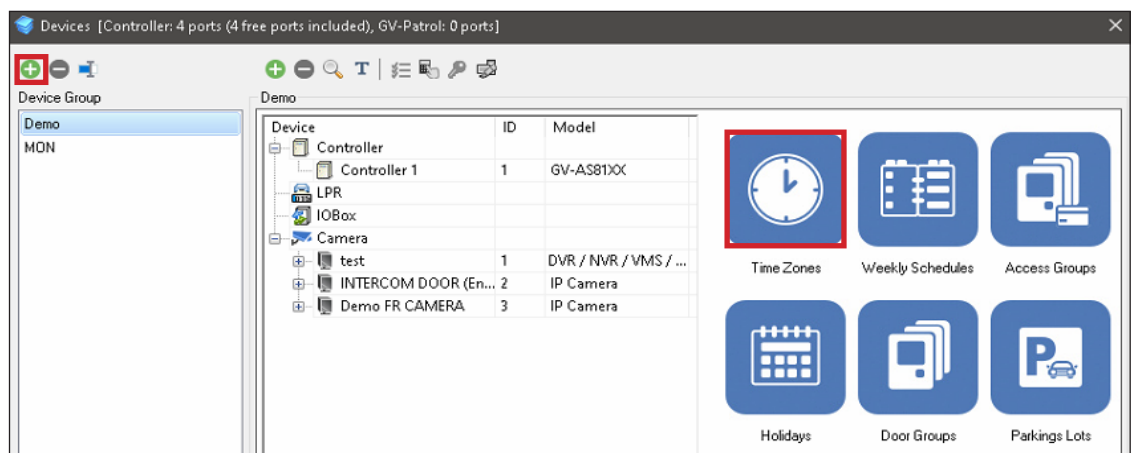 Devices [Controller: 4 ports (4 free ports included), GV-Patrol: 0 ports]
T
Device Group
Demo
Demo
MON
Device ID Model
Controller
Controller 1 1 GV-AS81XX
LPR
IOBox
Camera
test 1 DVR / NVR / VMS / ...
INTERCOM DOOR (En... 2 IP Camera
Demo FR CAMERA 3 IP Camera
Time Zones
Weekly Schedules
Access Groups
P
Holidays
Door Groups
Parkings Lots